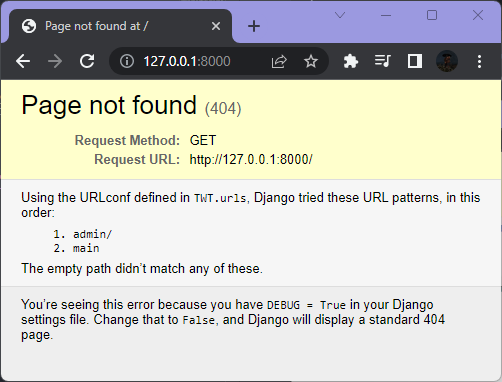 Page not found at /
127.0.0.1:8000
Page not found (404)
Request Method: GET
Request URL: http://127.0.0.1:8000/
Using the URLconf defined in TWT.urls, Django tried these URL patterns, in this
order:
1. admin/
2. main
The empty path didn't match any of these.
You're seeing this error because you have DEBUG = True in your Django
settings file. Change that to False, and Django will display a standard 404
page.